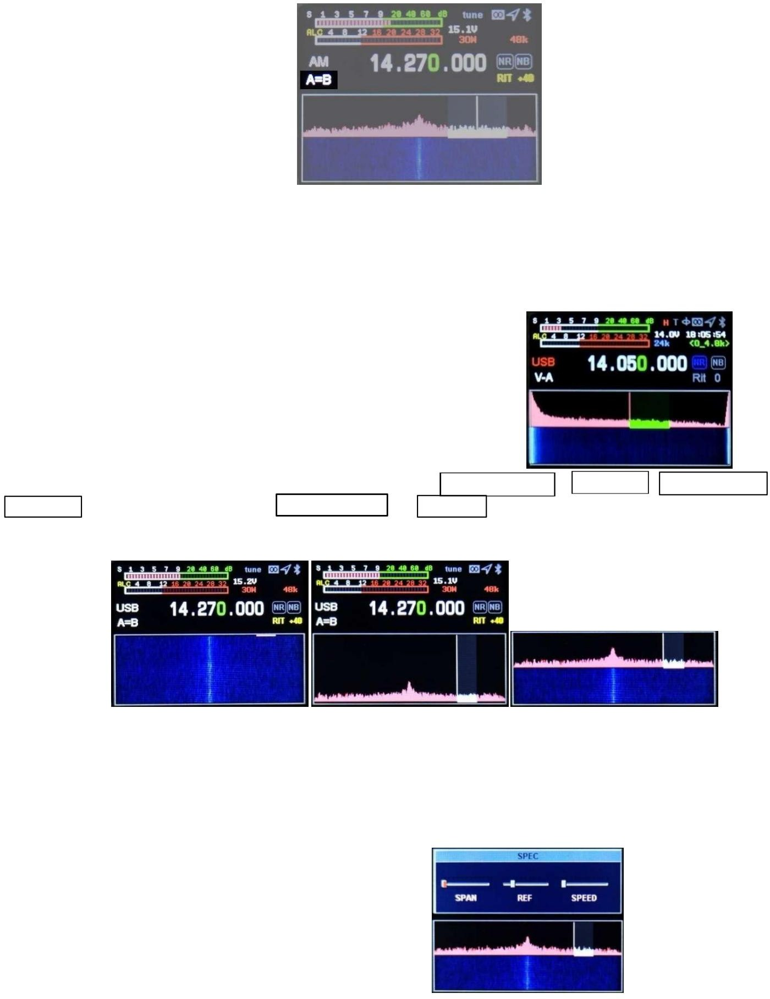 S 1 3 5 7 9 20 40 60 dB tune
ALC 4 8 12 16 20 24 28 32 15.1V
30W 48k
AM 14.270.000 NR NB
A=B RIT +40
S 1 3 5 7 9 20 40 60 dB H T
ALC 4 8 12 16 20 24 28 32 14.0V 18:05:54
24k <0_4.8k>
USB 14.050.000 NR NB
V-A Rit 0
S 1 3 5 7 9 20 40 60 dB tune
ALC 4 8 12 16 20 24 28 32 15.2V
30W 48k
USB 14.270.000 NR NB
A=B RIT +40
S 1 3 5 7 9 20 40 60 dB tune
ALC 4 8 12 16 20 24 28 32 15.1V
30W 48k
USB 14.270.000 NR NB
A=B RIT +40
SPEC
SPAN REF SPEED